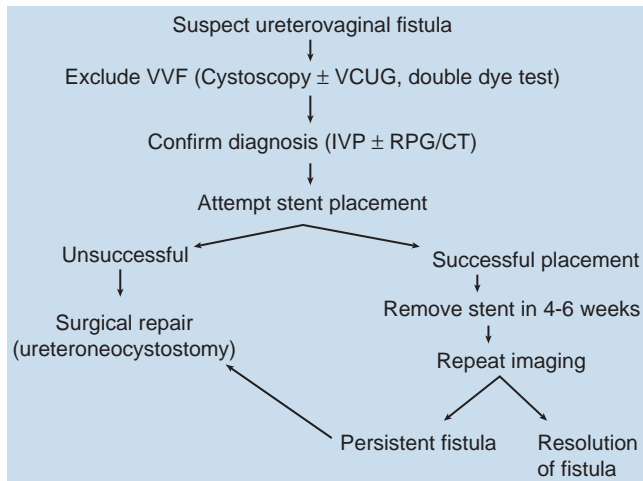 Suspect ureterovaginal fistula
Exclude VVF (Cystoscopy ± VCUG, double dye test)
Confirm diagnosis (IVP ± RPG/CT)
Attempt stent placement
Unsuccessful
Surgical repair
(ureteroneocystostomy)
Successful placement
Remove stent in 4-6 weeks
Repeat imaging
Persistent fistula
Resolution
of fistula